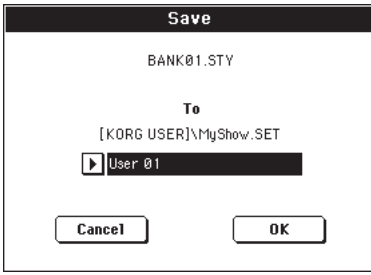 Save
BANK01.STY
To
[KORG USER]\MyShow.SET
User 01
Cancel
OK